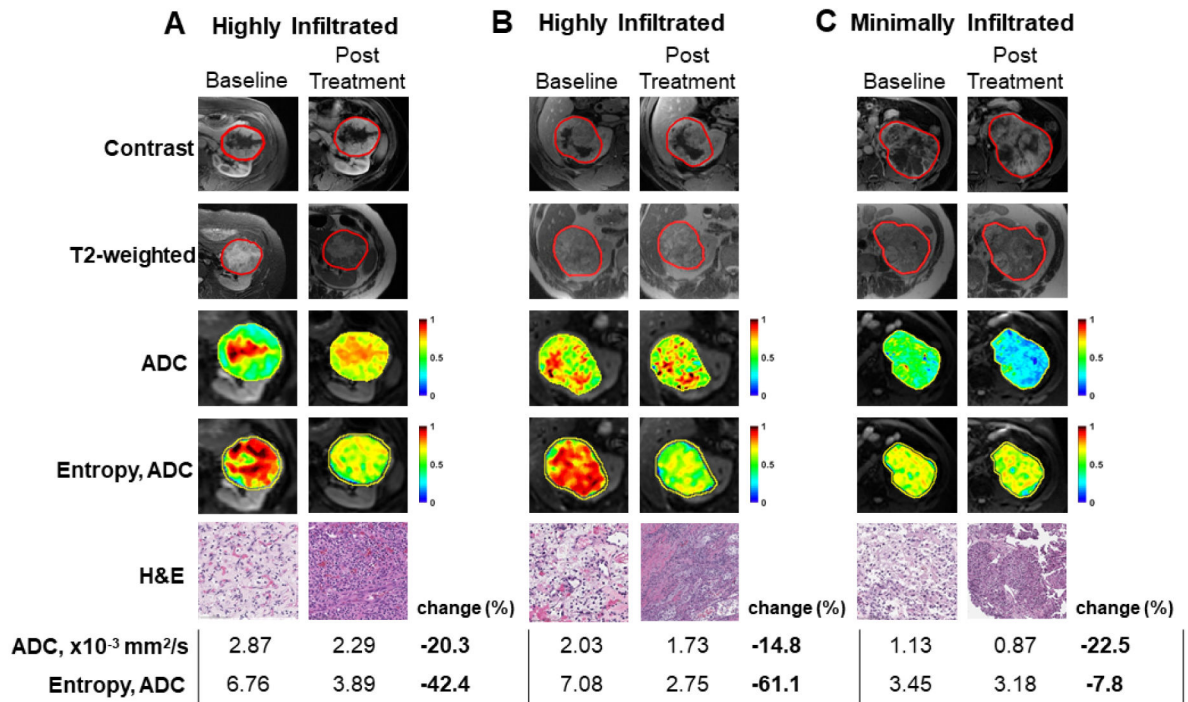 A Highly Infiltrated B Highly Infiltrated C Minimally Infiltrated
Baseline Post Treatment Baseline Post Treatment Baseline Post Treatment
Contrast
T2-weighted
ADC 1 0.5 0 1 0.5 0 1 0.5 0
Entropy, ADC 1 0.5 0 1 0.5 0 1 0.5 0
H&E
change (%) change (%) change (%)
ADC, x10-3 mm2/s 2.87 2.29 -20.3 2.03 1.73 -14.8 1.13 0.87 -22.5
Entropy, ADC 6.76 3.89 -42.4 7.08 2.75 -61.1 3.45 3.18 -7.8